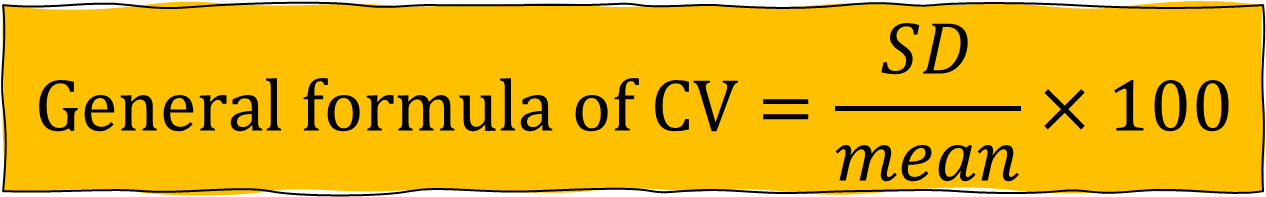 General formula of CV = SD / mean × 100